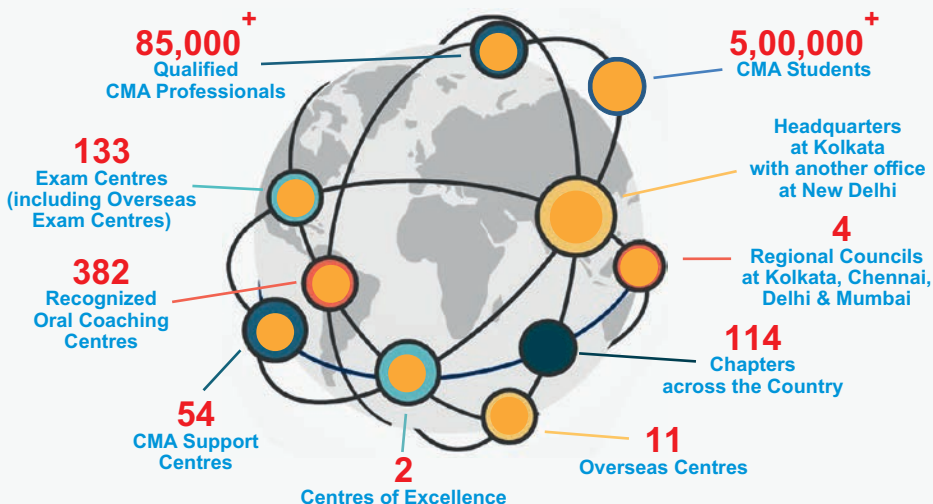 85,000+
Qualified
CMA Professionals
5,00,000+
CMA Students
133
Exam Centres
(including Overseas
Exam Centres)
Headquarters
at Kolkata
with another office
at New Delhi
382
Recognized
Oral Coaching
Centres
4
Regional Councils
at Kolkata, Chennai,
Delhi & Mumbai
54
CMA Support
Centres
114
Chapters
across the Country
2
Centres of Excellence
11
Overseas Centres